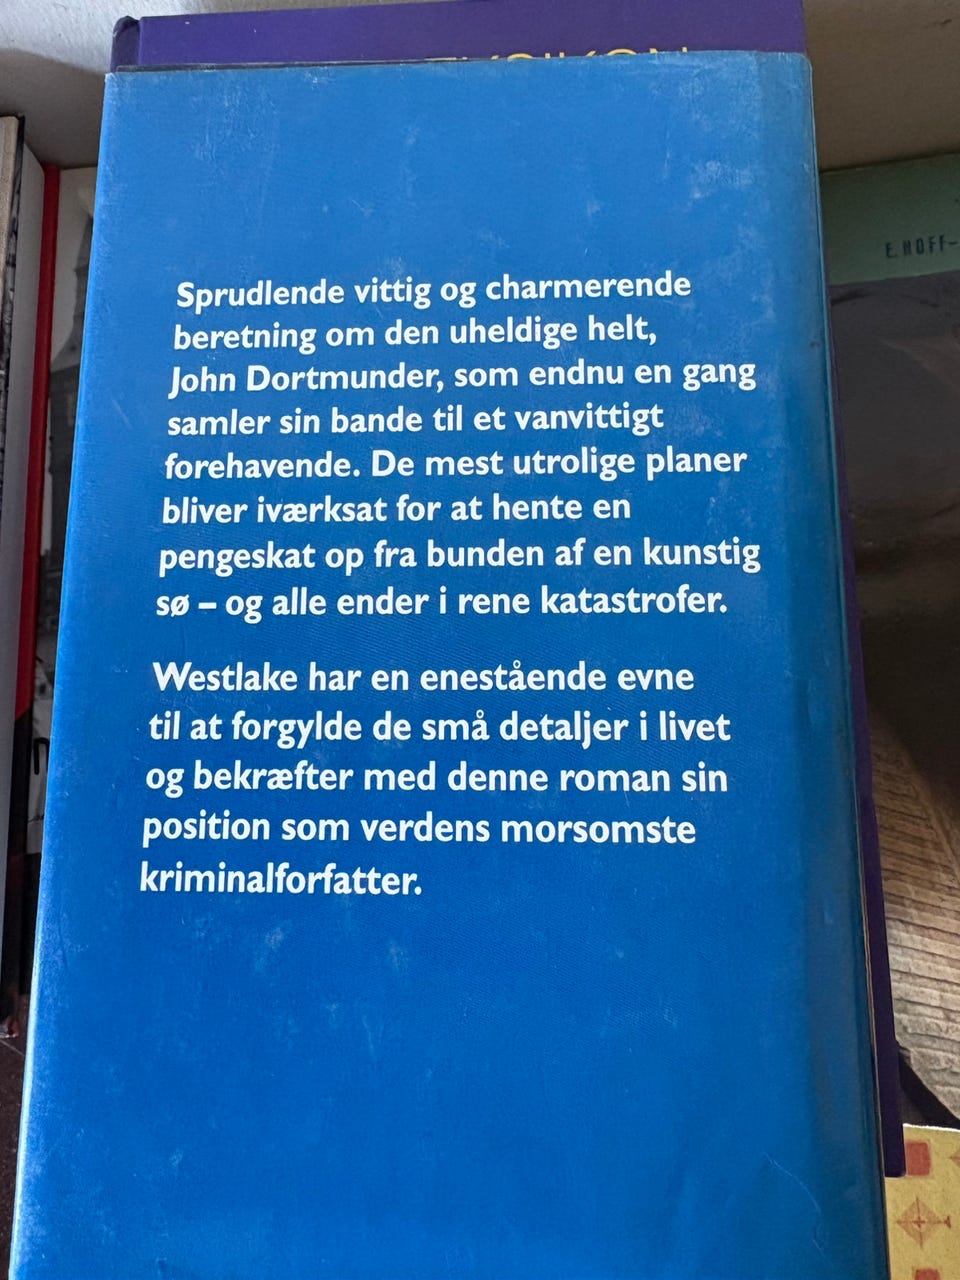 E.HOFF-
Sprudlende vittig og charmerende
beretning om den uheldige helt,
John Dortmunder, som endnu en gang
samler sin bande til et vanvittigt
forehavende. De mest utrolige planer
bliver iværksat for at hente en
pengeskat op fra bunden af en kunstig
sø – og alle ender i rene katastrofer.
Westlake har en enestående evne
til at forgylde de små detaljer i livet
og bekræfter med denne roman sin
position som verdens morsomste
kriminalforfatter.